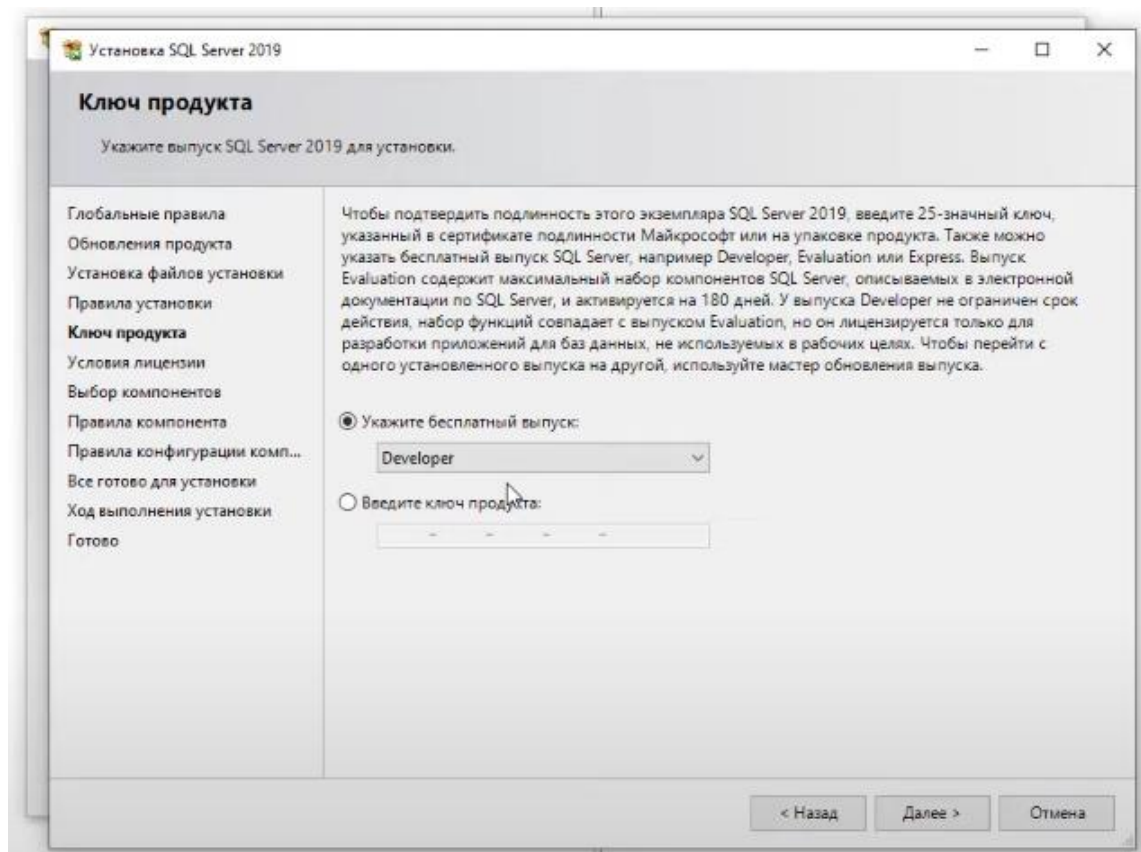 Установка SQL Server 2019
Ключ продукта
Укажите выпуск SQL Server 2019 для установки.
Глобальные правила
Обновления продукта
Установка файлов установки
Правила установки
Ключ продукта
Условия лицензии
Выбор компонентов
Правила компонента
Правила конфигурации комп...
Все готово для установки
Ход выполнения установки
Готово
Чтобы подтвердить подлинность этого экземпляра SQL Server 2019, введите 25-значный ключ,
указанный в сертификате подлинности Майкрософт или на упаковке продукта. Также можно
указать бесплатный выпуск SQL Server, например Developer, Evaluation или Express. Выпуск
Evaluation содержит максимальный набор компонентов SQL Server, описываемых в электронной
документации по SQL Server, и активируется на 180 дней. У выпуска Developer не ограничен срок
действия, набор функций совпадает с выпуском Evaluation, но он лицензируется только для
разработки приложений для баз данных, не используемых в рабочих целях. Чтобы перейти с
одного установленного выпуска на другой, используйте мастер обновления выпуска.
Укажите бесплатный выпуск:
Developer
Введите ключ продукта:
- - - -
< Назад
Далее >
Отмена